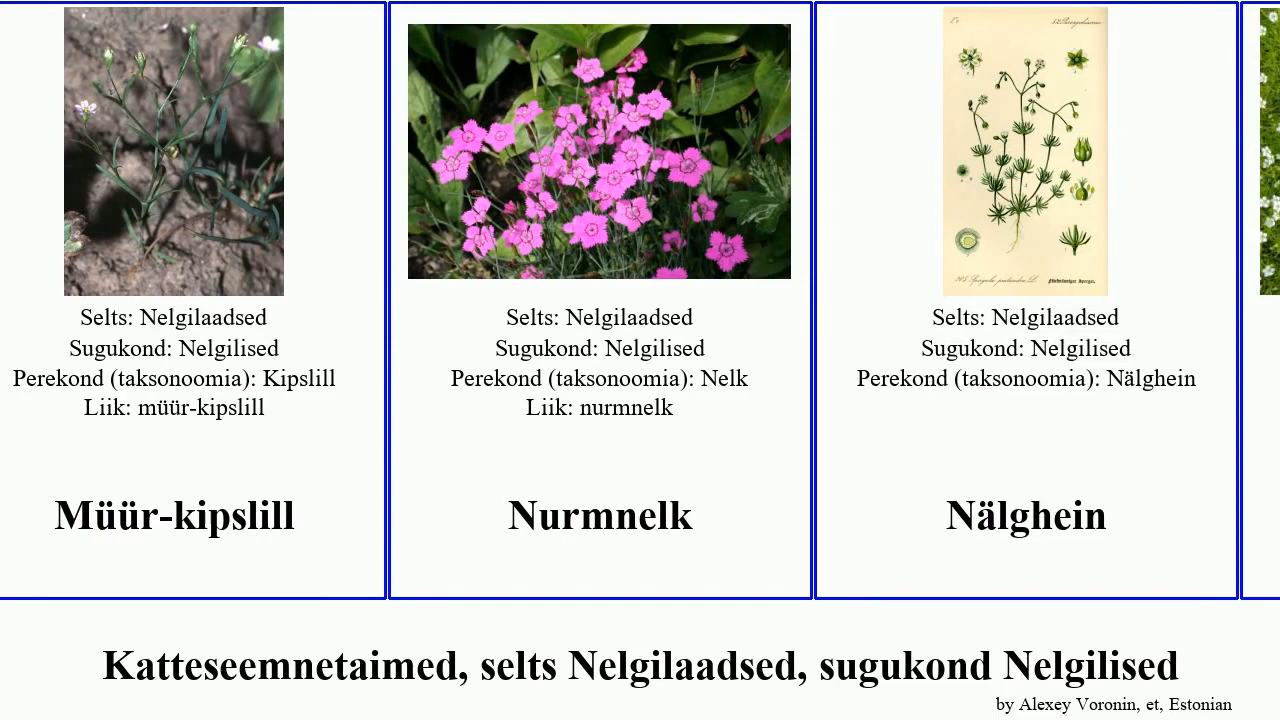 Selts: Nelgilaadsed
Sugukond: Nelgilised
Perekond (taksonoomia): Kipslill
Liik: müür-kipslill
Müür-kipslill
Selts: Nelgilaadsed
Sugukond: Nelgilised
Perekond (taksonoomia): Nelk
Liik: nurmnelk
Nurmnelk
Selts: Nelgilaadsed
Sugukond: Nelgilised
Perekond (taksonoomia): Nälghein
Nälghein
Katteseemnetaimed, selts Nelgilaadsed, sugukond Nelgilised
by Alexey Voronin, et, Estonian